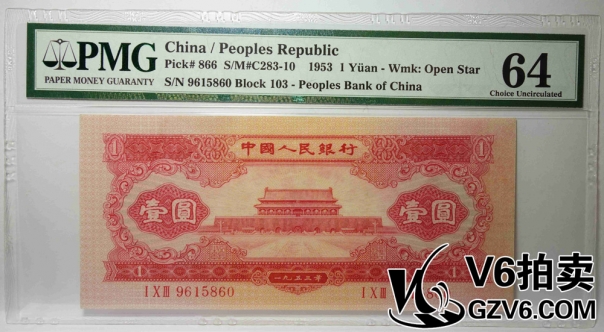 PMG
PAPER MONEY GUARANTY
China / Peoples Republic
Pick# 866 S/M#C283-10 1953 1 Yüan - Wmk: Open Star
S/N 9615860 Block 103 - Peoples Bank of China
64
Choice Uncirculated
中國人民銀行
1 1
壹圓 壹圓
一九五三年
1
I X III 9615860 I X III
V6拍卖
GZV6.COM